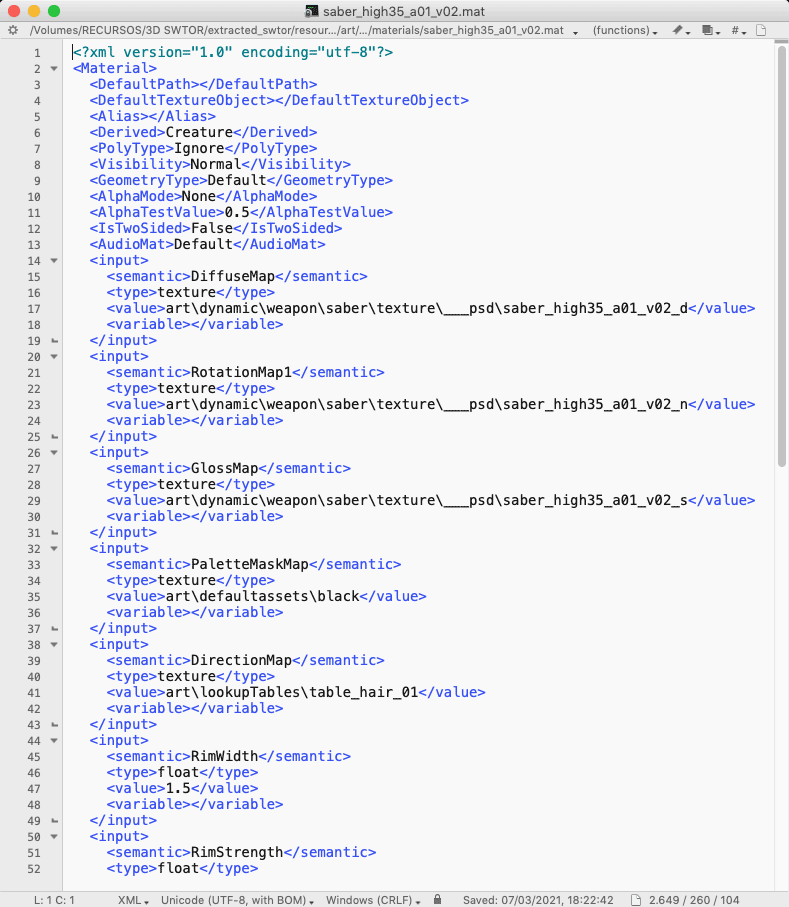 saber_high35_a01_v02.mat
/Volumes/RECURSOS/3D SWTOR/extracted_swtor/resour.../art/.../materials/saber_high35_a01_v02.mat (functions) #
1 <?xml version="1.0" encoding="utf-8"?>
2 <Material>
3 <DefaultPath></DefaultPath>
4 <DefaultTextureObject></DefaultTextureObject>
5 <Alias></Alias>
6 <Derived>Creature</Derived>
7 <PolyType>Ignore</PolyType>
8 <Visibility>Normal</Visibility>
9 <GeometryType>Default</GeometryType>
10 <AlphaMode>None</AlphaMode>
11 <AlphaTestValue>0.5</AlphaTestValue>
12 <IsTwoSided>False</IsTwoSided>
13 <AudioMat>Default</AudioMat>
14 <input>
15 <semantic>DiffuseMap</semantic>
16 <type>texture</type>
17 <value>art\dynamic\weapon\saber\texture\___psd\saber_high35_a01_v02_d</value>
18 <variable></variable>
19 </input>
20 <input>
21 <semantic>RotationMap1</semantic>
22 <type>texture</type>
23 <value>art\dynamic\weapon\saber\texture\___psd\saber_high35_a01_v02_n</value>
24 <variable></variable>
25 </input>
26 <input>
27 <semantic>GlossMap</semantic>
28 <type>texture</type>
29 <value>art\dynamic\weapon\saber\texture\___psd\saber_high35_a01_v02_s</value>
30 <variable></variable>
31 </input>
32 <input>
33 <semantic>PaletteMaskMap</semantic>
34 <type>texture</type>
35 <value>art\defaultassets\black</value>
36 <variable></variable>
37 </input>
38 <input>
39 <semantic>DirectionMap</semantic>
40 <type>texture</type>
41 <value>art\lookupTables\table_hair_01</value>
42 <variable></variable>
43 </input>
44 <input>
45 <semantic>RimWidth</semantic>
46 <type>float</type>
47 <value>1.5</value>
48 <variable></variable>
49 </input>
50 <input>
51 <semantic>RimStrength</semantic>
52 <type>float</type>
L: 1 C: 1 XML Unicode (UTF-8, with BOM) Windows (CRLF) Saved: 07/03/2021, 18:22:42 2.649 / 260 / 104